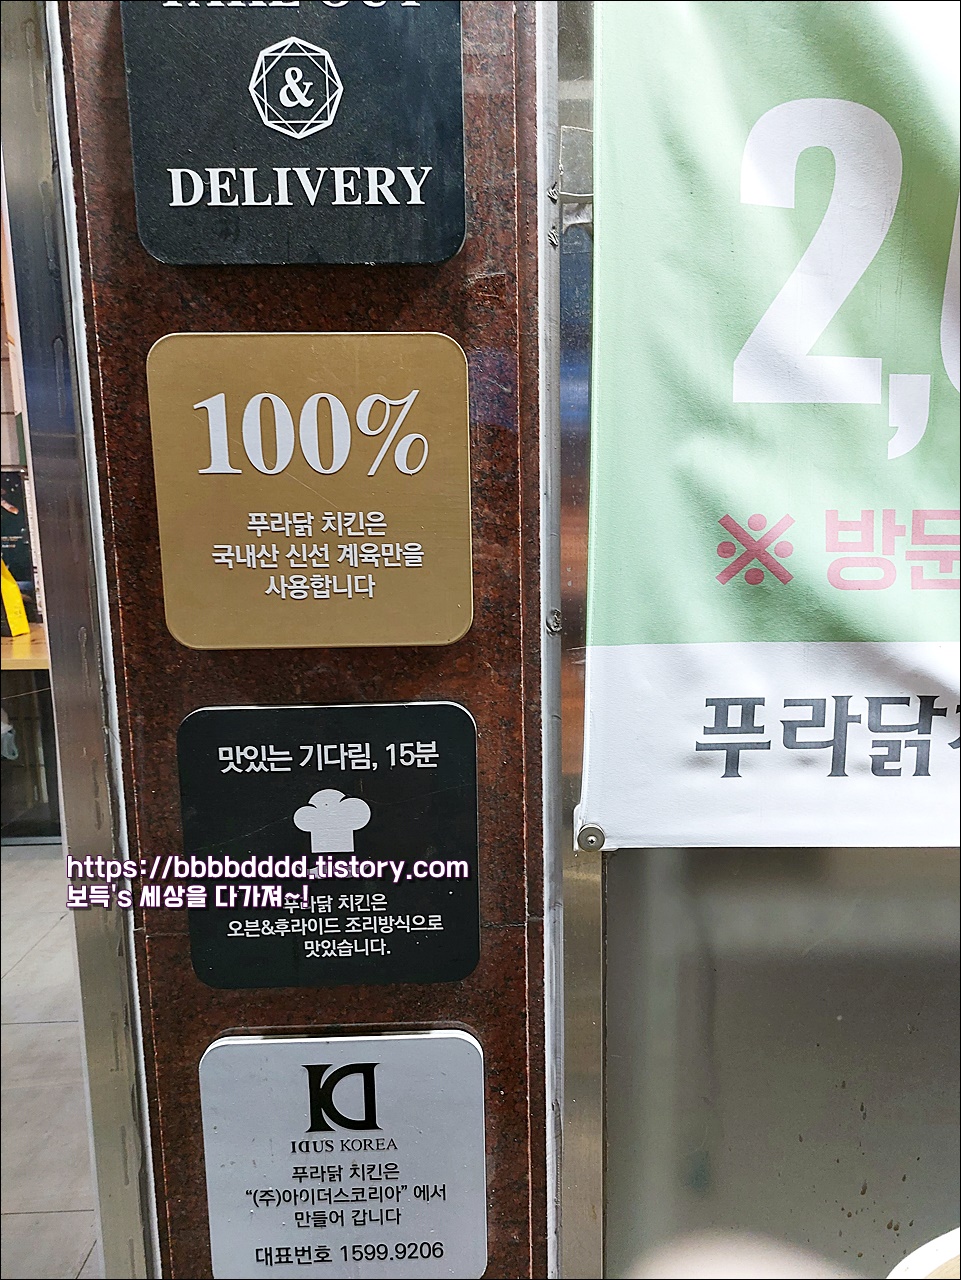 TAKE OUT
&
DELIVERY
100%
푸라닭 치킨은
국내산 신선 계육만을
사용합니다
맛있는 기다림, 15분
https://bbbbdddd.tistory.com
보득's 세상을 다가져~!
푸라닭 치킨은
오븐&후라이드 조리방식으로
맛있습니다.
IDUS KOREA
푸라닭 치킨은
“(주)아이더스코리아” 에서
만들어 갑니다
대표번호 1599.9206
2,
※ 방문
푸라닭